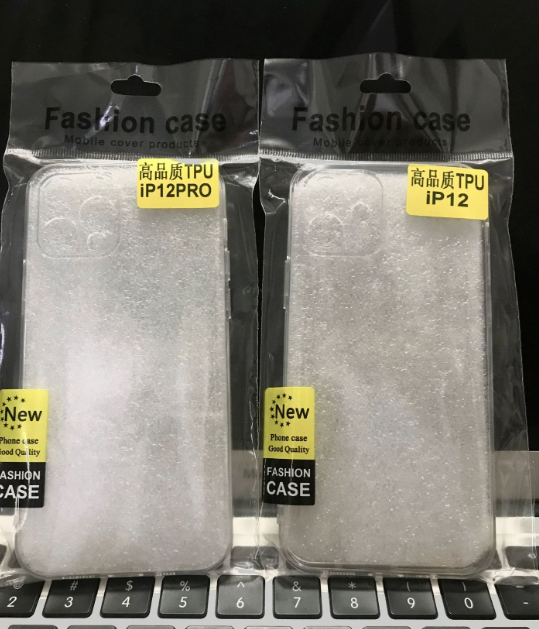 Fashion case
Mobile cover products
高品质TPU
iP12PRO
New
Phone case
Good Quality
FASHION
CASE
Fashion case
Mobile cover products
高品质TPU
iP12
New
Phone case
Good Quality
FASHION
CASE
# $ % ^ & * ( )
2 3 4 5 6 7 8 9 0 -